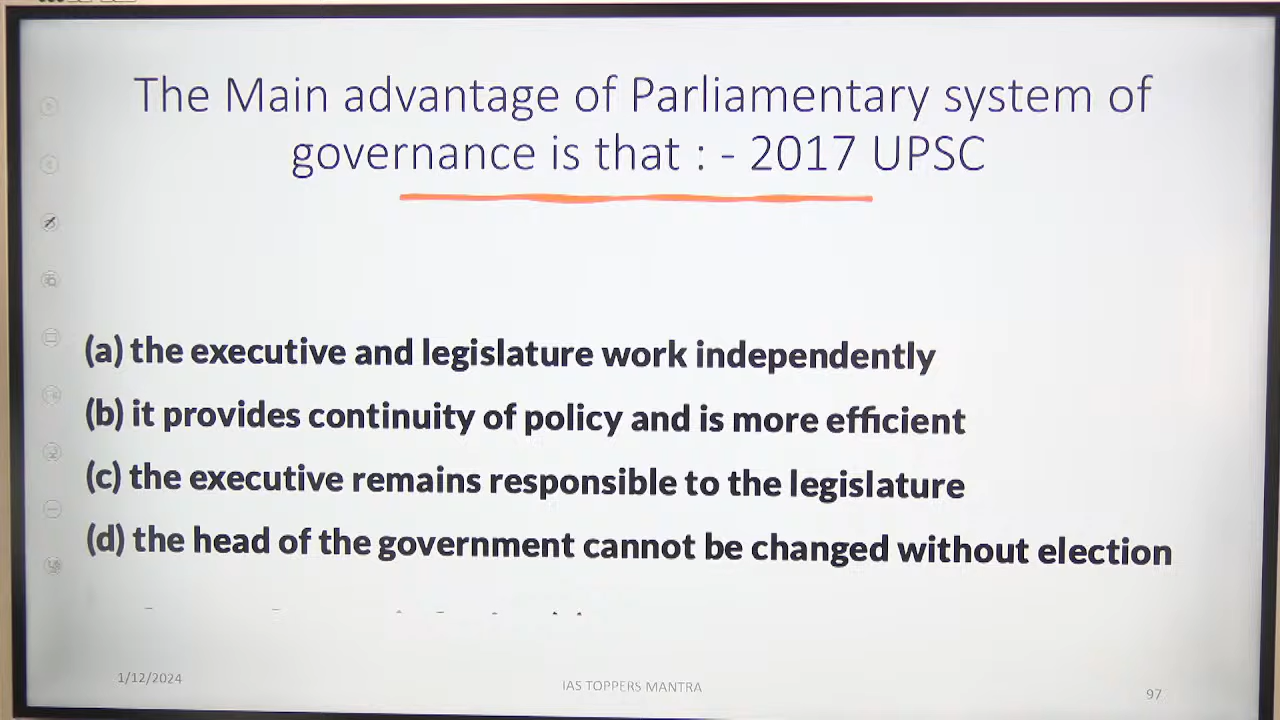 The Main advantage of Parliamentary system of
governance is that : - 2017 UPSC
(a) the executive and legislature work independently
(b) it provides continuity of policy and is more efficient
(c) the executive remains responsible to the legislature
(d) the head of the government cannot be changed without election
1/12/2024
IAS TOPPERS MANTRA
97